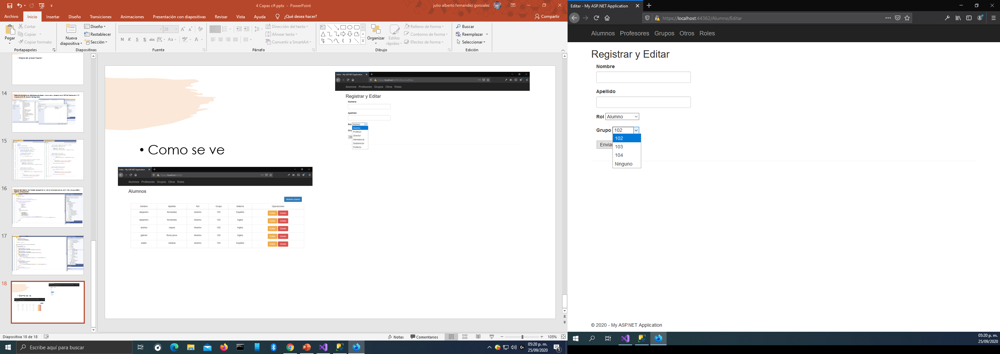 4 Capas c#.pptx - PowerPoint
julio alberto fernandez gonzalez
Archivo Inicio Insertar Diseño Transiciones Animaciones Presentación con diapositivas Revisar Vista Ayuda ¿Qué desea hacer? Compartir
Pegar
Cortar
Copiar
Copiar formato
Portapapeles
Nueva diapositiva
Diseño
Restablecer
Sección
Diapositivas
28
N K S S abc AV Aa A
Fuente
Dirección del texto
Alinear texto
Convertir a SmartArt
Párrafo
Organizar
Estilos rápidos
Relleno de forma
Contorno de forma
Efectos de forma
Dibujo
Buscar
Reemplazar
Seleccionar
Edición
• Capa de presentacion
14
15
16
17
18
• Como se ve
• Como se ve
Editar - My ASP.NET Application
https://localhost:44362/Alumno/Editar
Alumnos Profesores Grupos Otros Roles
Registrar y Editar
Nombre
Apellido
Rol Alumno
Alumno
Profesor
Director
Intendencia
Subdirector
Prefecto
Index - My ASP.NET Application
https://localhost:44362
Alumnos Profesores Grupos Otros Roles
Alumnos
Alumno nuevo
Nombre Apellido Rol Grupo Materia Operaciones
alejandro fernandez Alumno 103 Español Editar Delete
alejandro fernandez Alumno 102 Ingles Editar Delete
andres viquez Alumno 102 Ingles Editar Delete
gabriel florez price Alumno 102 Ingles Editar Delete
edder medina Alumno 103 Español Editar Delete
Diapositiva 18 de 18
Notas Comentarios 105%
Escribe aquí para buscar
05:20 p. m.
25/09/2020
1
Editar - My ASP.NET Application
https://localhost:44362/Alumno/Editar
Alumnos Profesores Grupos Otros Roles
Registrar y Editar
Nombre
Apellido
Rol Alumno
Grupo 102
102
103
104
Ninguno
Enviar
© 2020 - My ASP.NET Application
05:20 p. m.
25/09/2020